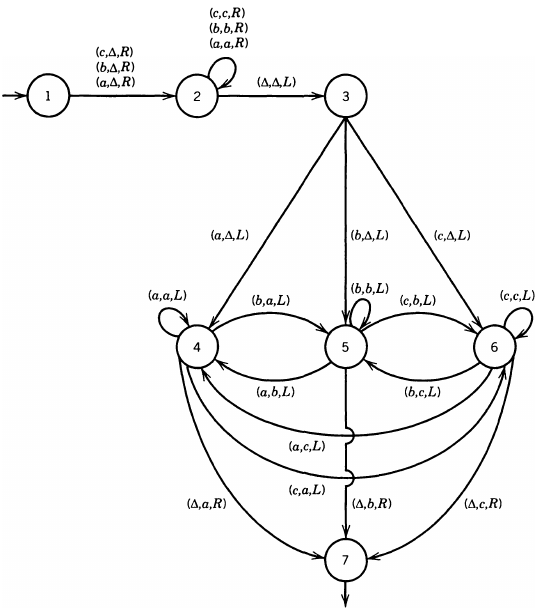 (c,c,R)
(b,b,R)
(a,a,R)
(c,Δ,R)
(b,Δ,R)
(a,Δ,R)
(Δ,Δ,L)
1
2
3
(a,Δ,L)
(b,Δ,L)
(c,Δ,L)
(a,a,L)
(b,a,L)
(b,b,L)
(c,b,L)
(c,c,L)
4
5
6
(a,b,L)
(b,c,L)
(a,c,L)
(c,a,L)
(Δ,a,R)
(Δ,b,R)
(Δ,c,R)
7